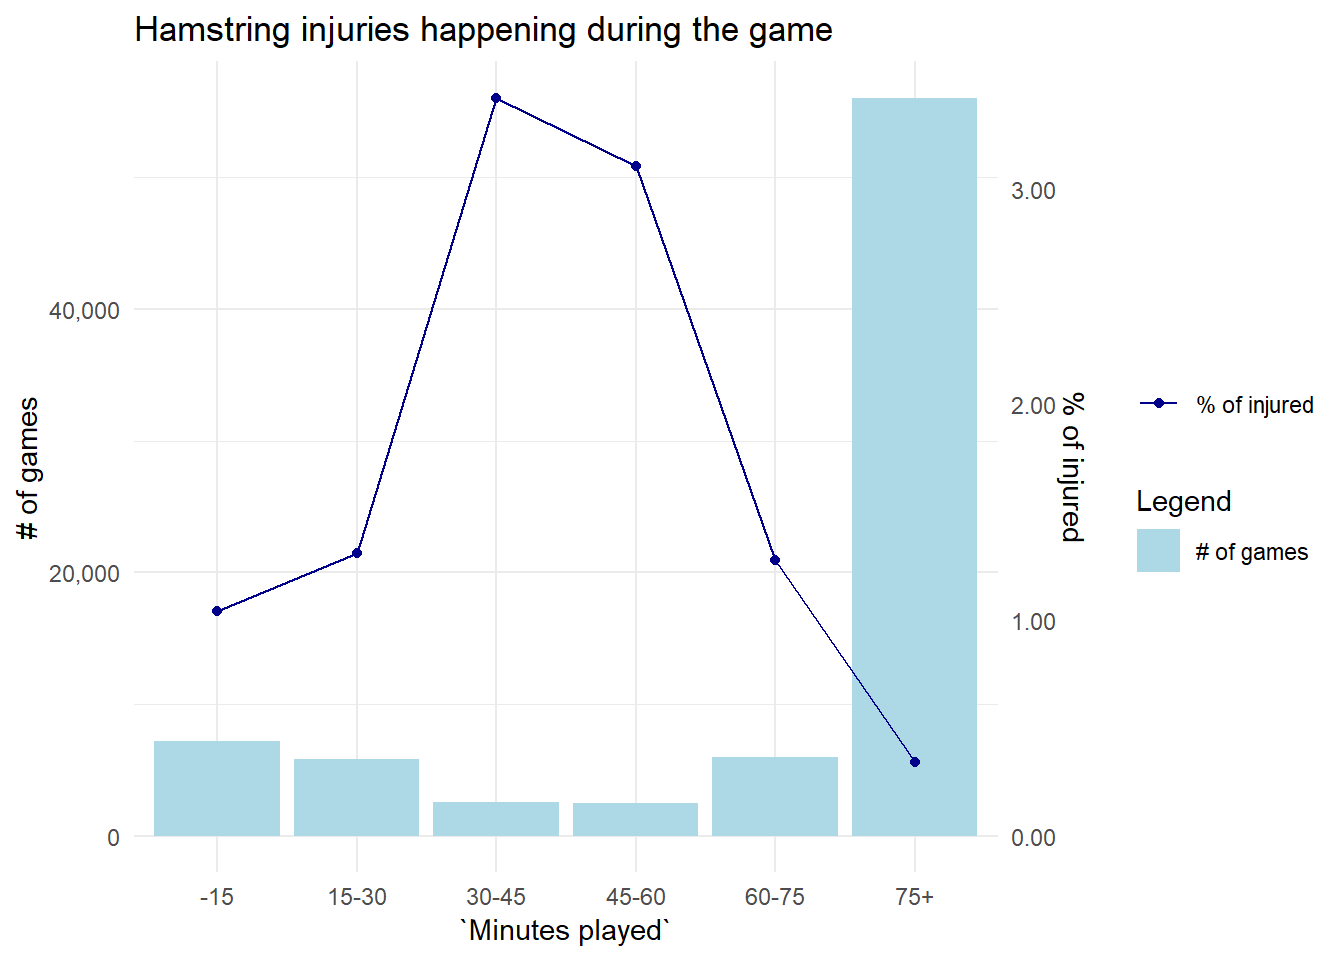 Hamstring injuries happening during the game
# of games
40,000
20,000
0
3.00
2.00
1.00
0.00
% of injured
-15
15-30
30-45
45-60
60-75
75+
`Minutes played`
% of injured
Legend
# of games